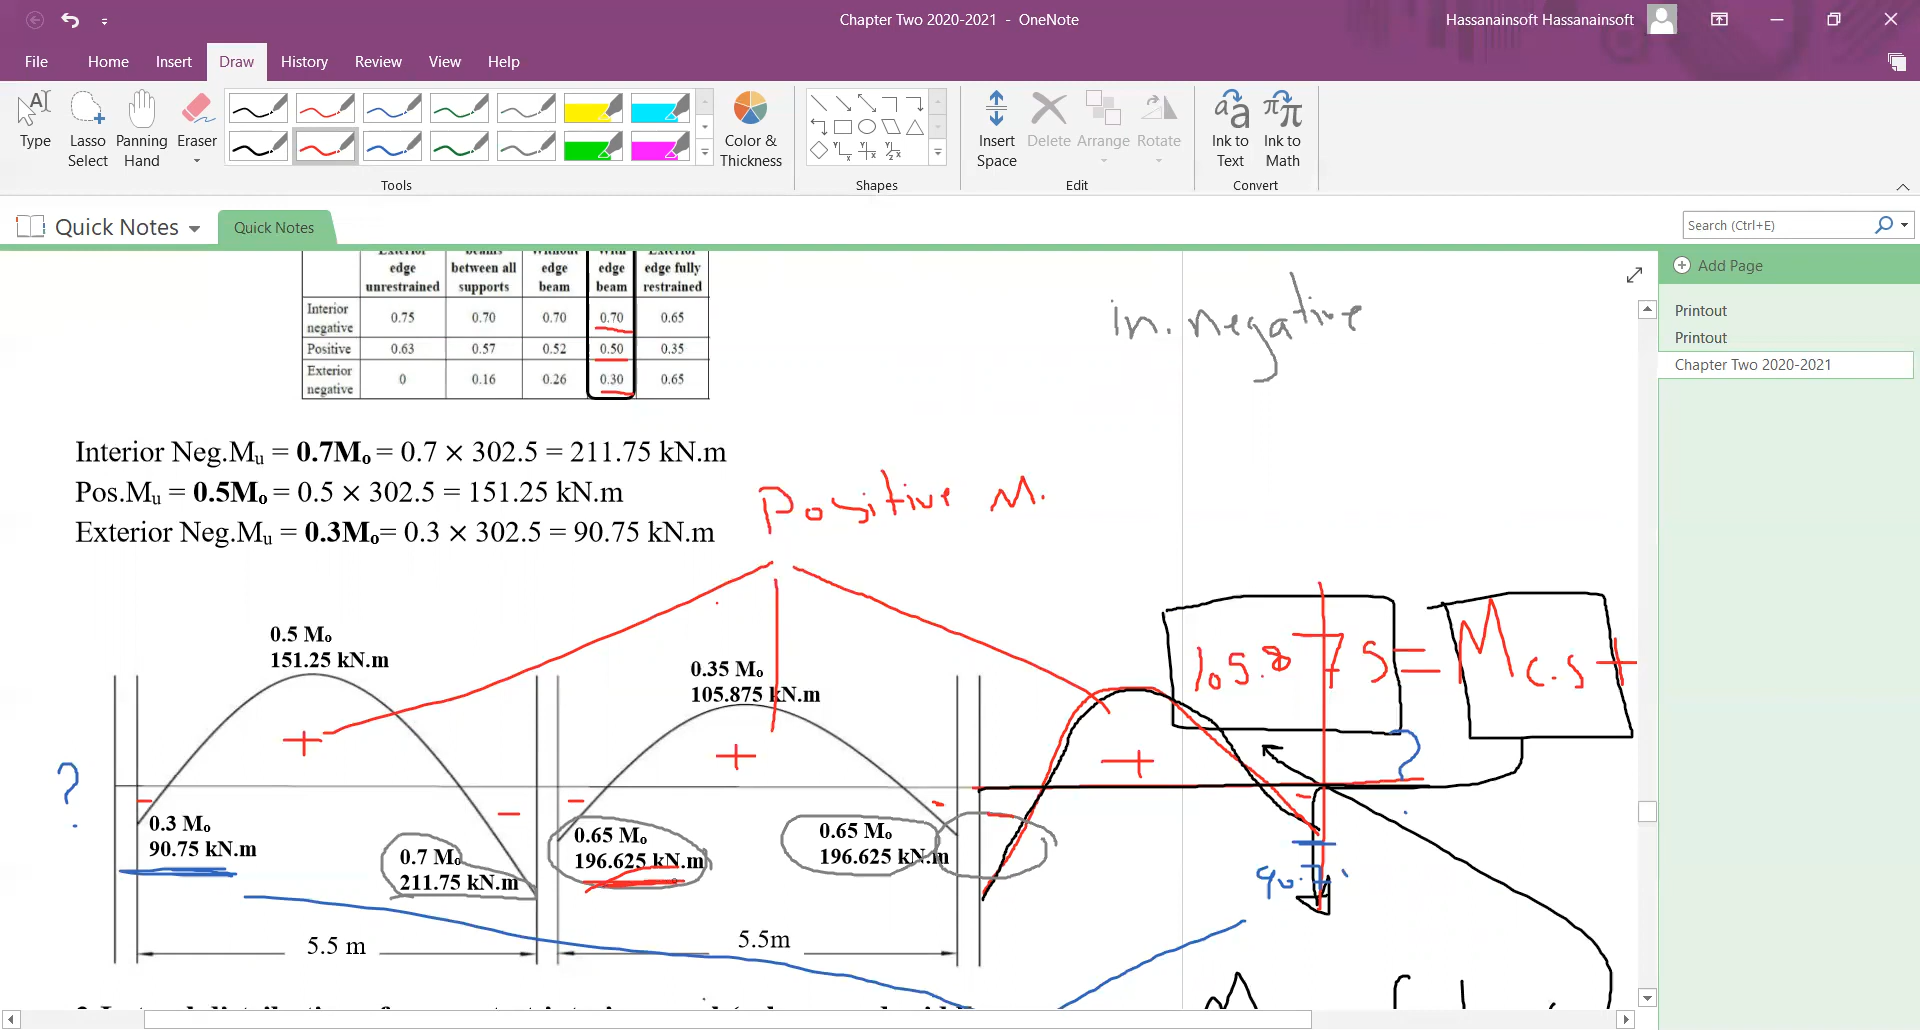 Chapter Two 2020-2021 - OneNote
Hassanainsoft Hassanainsoft
File Home Insert Draw History Review View Help
Type
Lasso Select
Panning Hand
Eraser
Color & Thickness
Insert Space
Delete
Arrange
Rotate
Ink to Text
Ink to Math
Tools
Shapes
Edit
Convert
Quick Notes
Quick Notes
Search (Ctrl+E)
Add Page
Printout
Printout
Chapter Two 2020-2021
edge unrestrained
between all supports
edge beam
edge beam
edge fully restrained
Interior negative 0.75 0.70 0.70 0.70 0.65
Positive 0.63 0.57 0.52 0.50 0.35
Exterior negative 0 0.16 0.26 0.30 0.65
in. negative
Interior Neg.Mu = 0.7Mo = 0.7 × 302.5 = 211.75 kN.m
Pos.Mu = 0.5Mo = 0.5 × 302.5 = 151.25 kN.m
Exterior Neg.Mu = 0.3Mo= 0.3 × 302.5 = 90.75 kN.m
Positive M.
0.5 Mo
151.25 kN.m
0.35 Mo
105.875 kN.m
105.875 = Mc.s +
+
+
+
?
?
0.3 Mo
90.75 kN.m
0.7 Mo
211.75 kN.m
0.65 Mo
196.625 kN.m
0.65 Mo
196.625 kN.m
5.5 m
5.5m